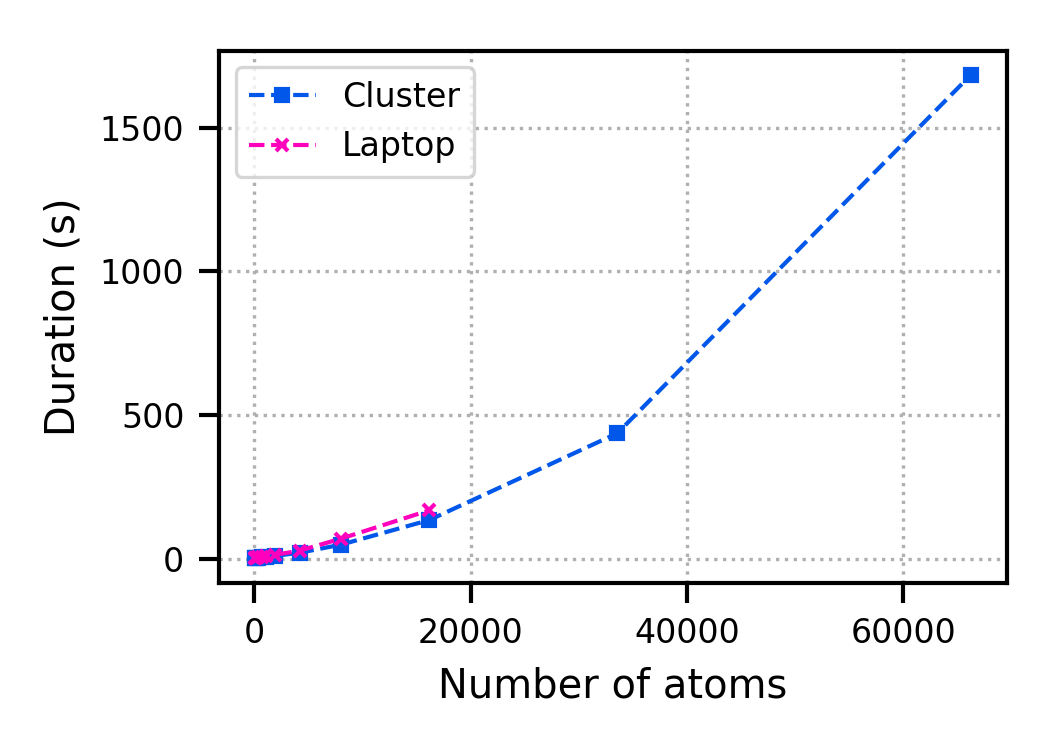 Cluster
Laptop
1500
1000
500
0
Duration (s)
0 20000 40000 60000
Number of atoms